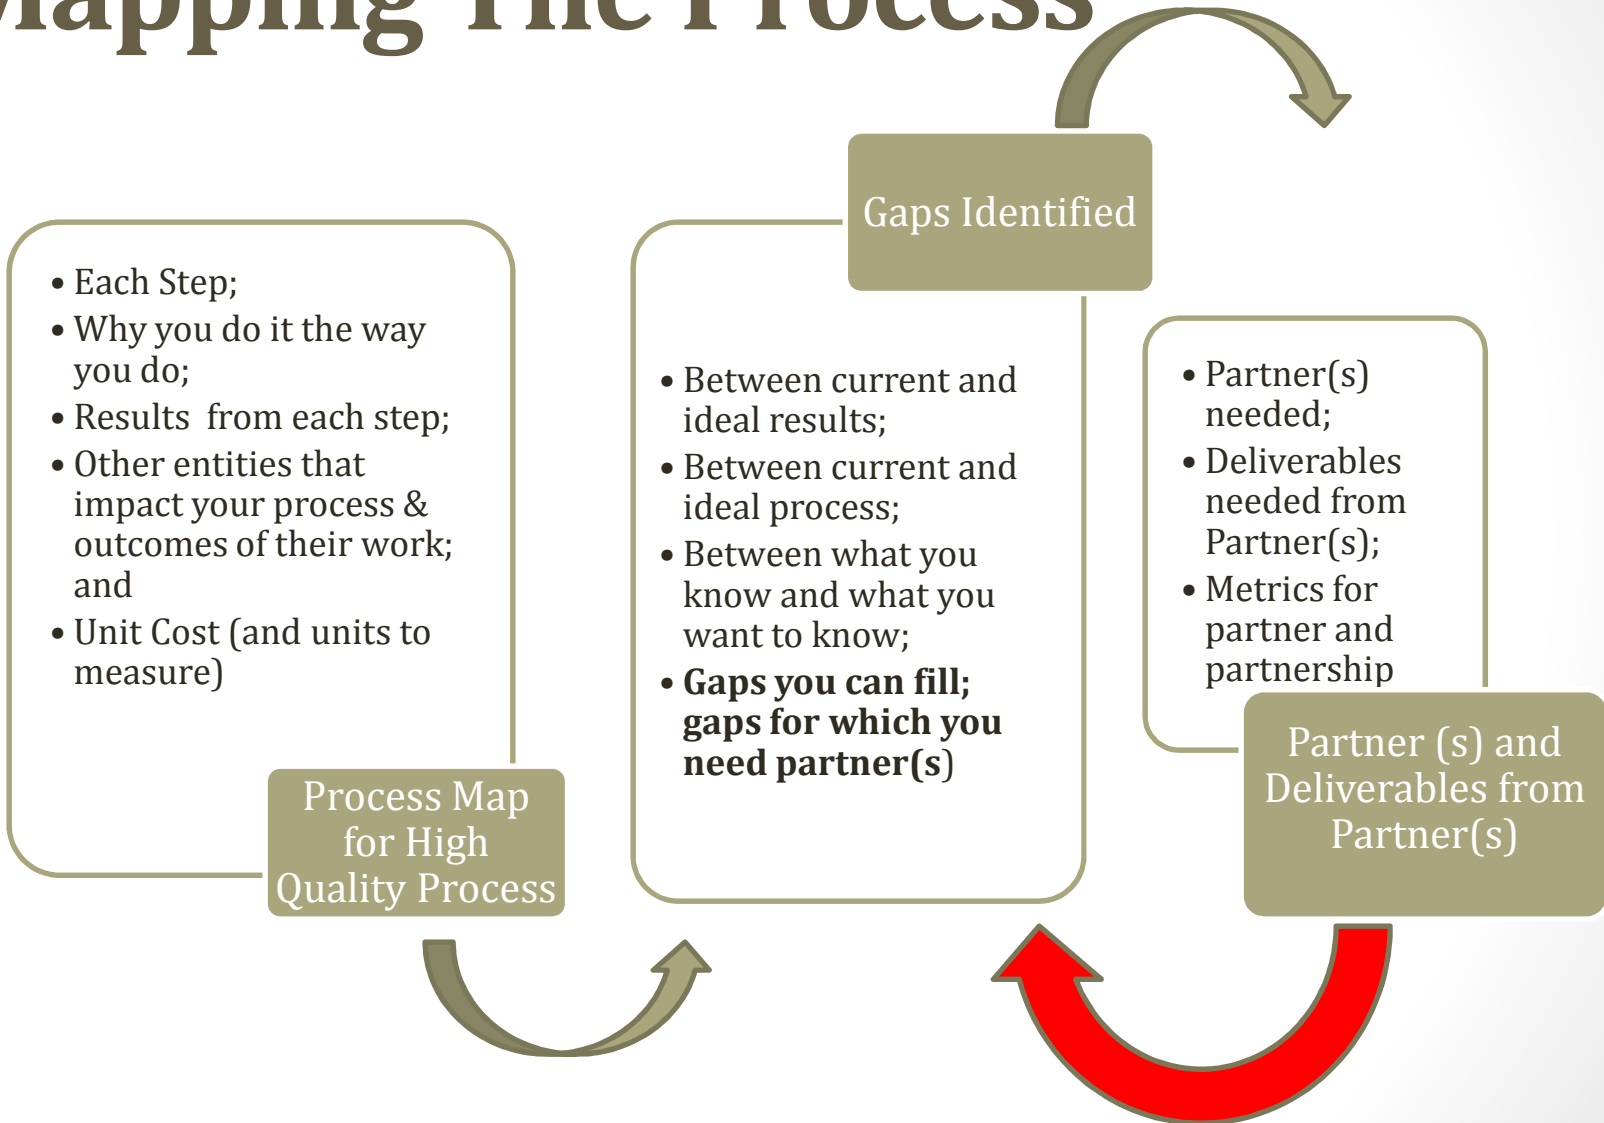 Mapping The Process
• Each Step;
• Why you do it the way
you do;
• Results  from each step;
• Other entities that
impact your process &
outcomes of their work;
and
• Unit Cost (and units to
measure)
Process Map
for High
Quality Process
Gaps Identified
• Between current and
ideal results;
• Between current and
ideal process;
• Between what you
know and what you
want to know;
• Gaps you can fill;
gaps for which you
need partner(s)
• Partner(s)
needed;
• Deliverables
needed from
Partner(s);
• Metrics for
partner and
partnership
Partner (s) and
Deliverables from
Partner(s)